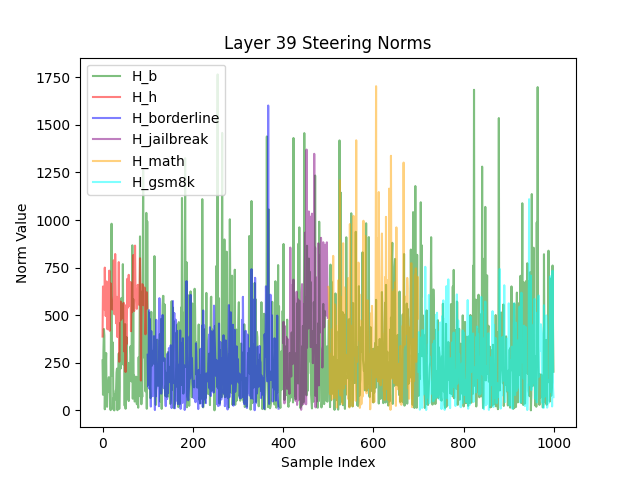 Layer 39 Steering Norms
H_b
H_h
H_borderline
H_jailbreak
H_math
H_gsm8k
Norm Value
1750
1500
1250
1000
750
500
250
0
0 200 400 600 800 1000
Sample Index